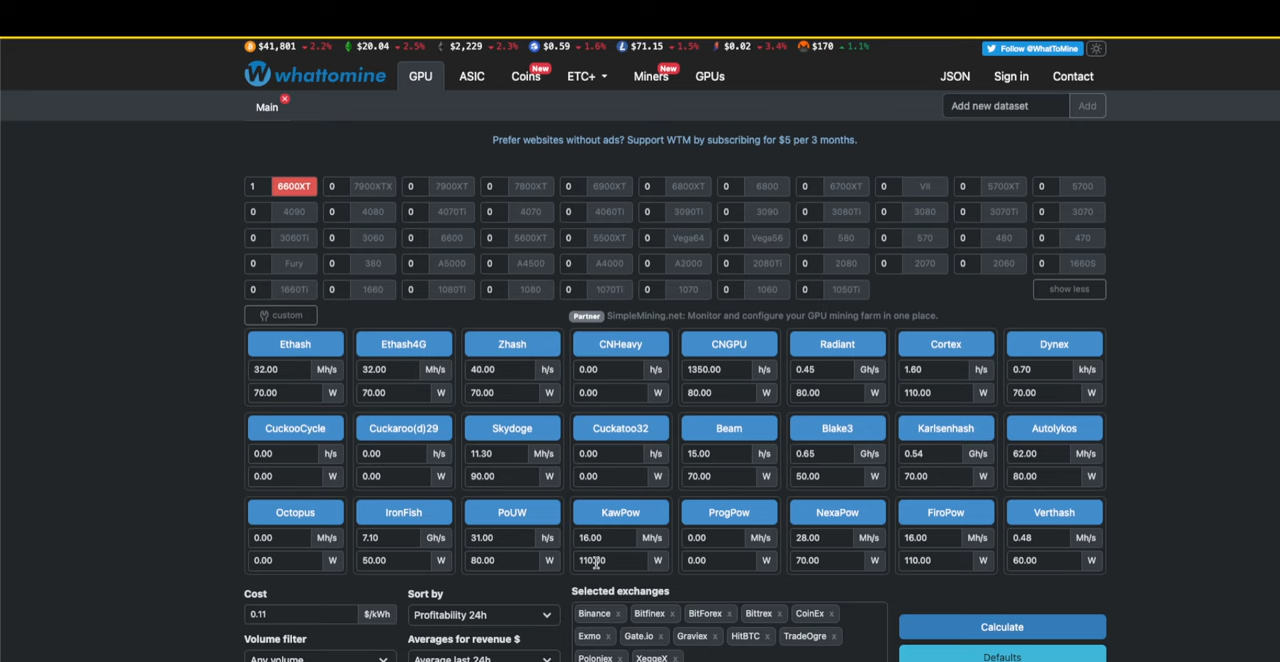 $41,801 -2.2% $20.04 -2.5% $2,229 -2.3% $0.59 -1.6% $71.15 -1.5% $0.02 -3.4% $170 1.1% Follow @WhatToMine
whattomine GPU ASIC Coins New ETC+ Miners New GPUs JSON Sign in Contact
Main Add new dataset Add
Prefer websites without ads? Support WTM by subscribing for $5 per 3 months.
1 6600XT 0 7900XTX 0 7900XT 0 7800XT 0 6900XT 0 6800XT 0 6800 0 6700XT 0 VII 0 5700XT 0 5700
0 4090 0 4080 0 4070Ti 0 4070 0 4060Ti 0 3090Ti 0 3090 0 3080Ti 0 3080 0 3070Ti 0 3070
0 3060Ti 0 3060 0 6600 0 5600XT 0 5500XT 0 Vega64 0 Vega56 0 580 0 570 0 480 0 470
0 Fury 0 380 0 A5000 0 A4500 0 A4000 0 A2000 0 2080Ti 0 2080 0 2070 0 2060 0 1660S
0 1660Ti 0 1660 0 1080Ti 0 1080 0 1070Ti 0 1070 0 1060 0 1050Ti show less
custom Partner SimpleMining.net: Monitor and configure your GPU mining farm in one place.
Ethash Ethash4G Zhash CNHeavy CNGPU Radiant Cortex Dynex
32.00 Mh/s 32.00 Mh/s 40.00 h/s 0.00 h/s 1350.00 h/s 0.45 Gh/s 1.60 h/s 0.70 kh/s
70.00 W 70.00 W 70.00 W 0.00 W 80.00 W 80.00 W 110.00 W 70.00 W
CuckooCycle Cuckaroo(d)29 Skydoge Cuckatoo32 Beam Blake3 Karlsenhash Autolykos
0.00 h/s 0.00 h/s 11.30 Mh/s 0.00 h/s 15.00 h/s 0.65 Gh/s 0.54 Gh/s 62.00 Mh/s
0.00 W 0.00 W 90.00 W 0.00 W 70.00 W 50.00 W 70.00 W 80.00 W
Octopus IronFish PoUW KawPow ProgPow NexaPow FiroPow Verthash
0.00 Mh/s 7.10 Gh/s 31.00 h/s 16.00 Mh/s 0.00 Mh/s 28.00 Mh/s 16.00 Mh/s 0.48 Mh/s
0.00 W 50.00 W 80.00 W 110.00 W 0.00 W 70.00 W 110.00 W 60.00 W
Cost Sort by Selected exchanges
0.11 $/kWh Profitability 24h Binance x Bitfinex x BitForex x Bittrex x CoinEx x Calculate
Volume filter Averages for revenue $ Exmo x Gate.io x Graviex x HitBTC x TradeOgre x
Any volume Average last 24h Poloniex x XeggeX x Defaults